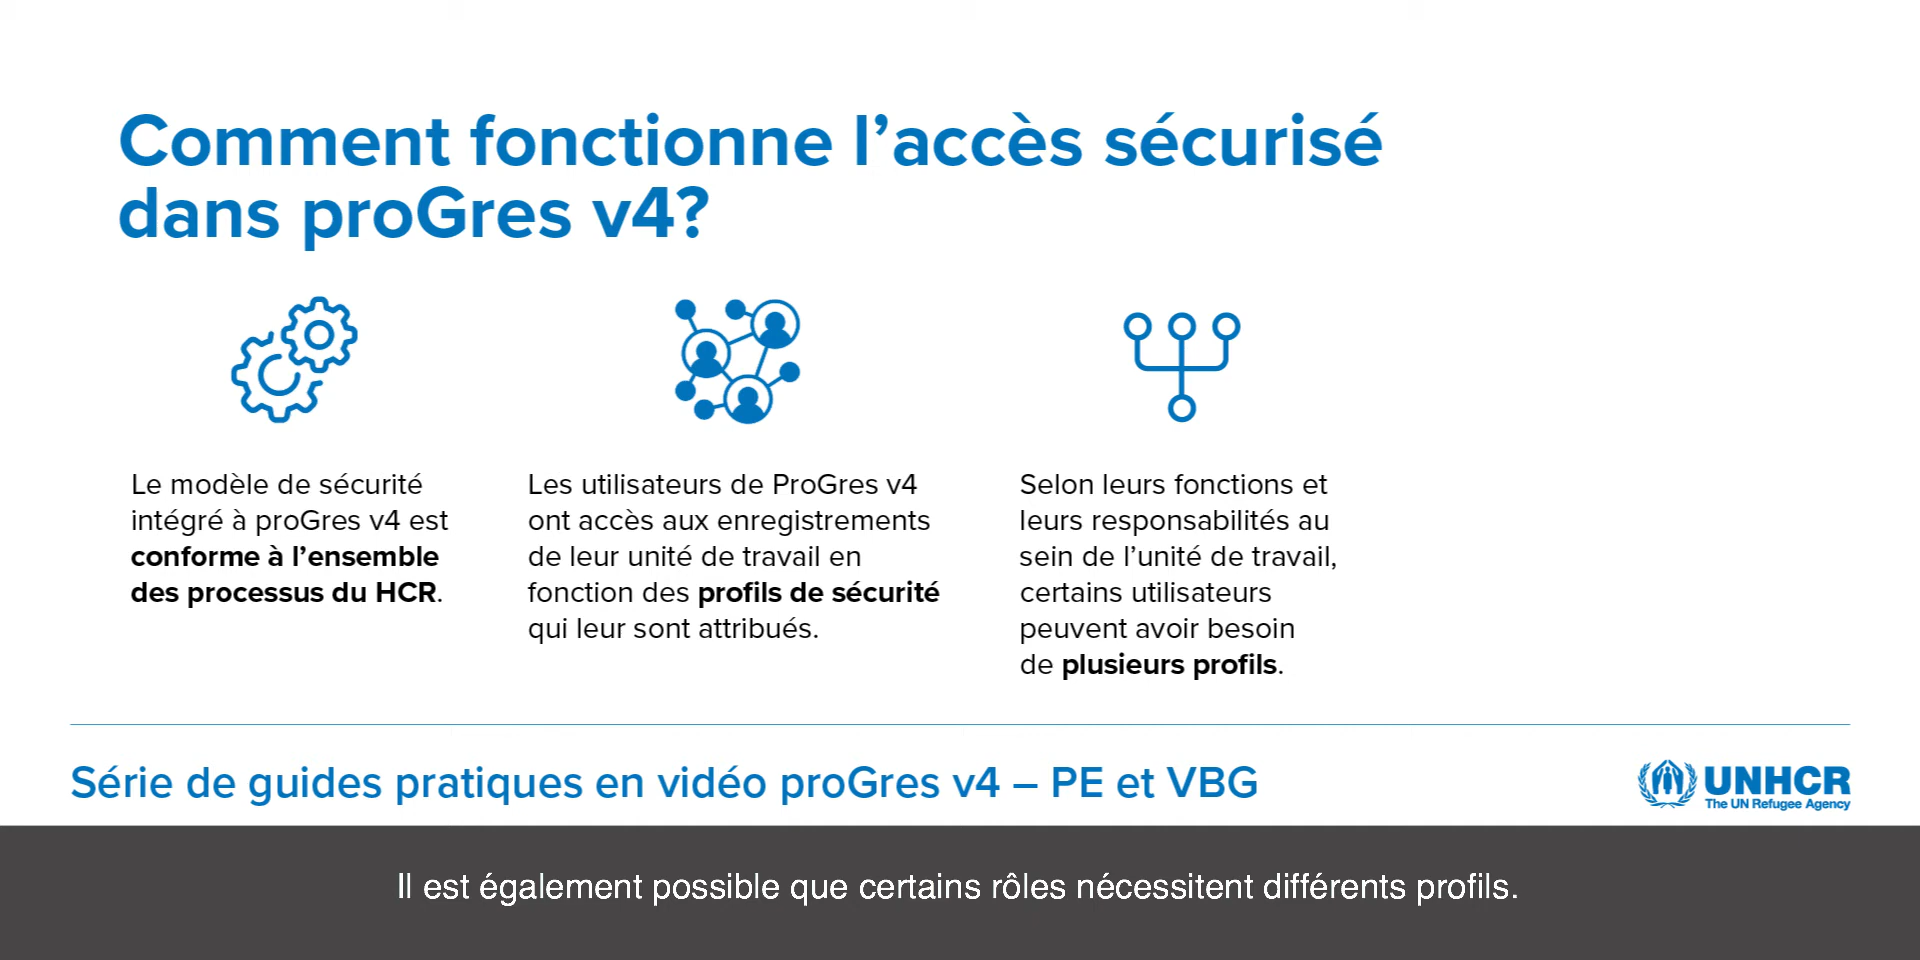 Comment fonctionne l’accès sécurisé
dans proGres v4?
Le modèle de sécurité
intégré à proGres v4 est
conforme à l’ensemble
des processus du HCR.
Les utilisateurs de ProGres v4
ont accès aux enregistrements
de leur unité de travail en
fonction des profils de sécurité
qui leur sont attribués.
Selon leurs fonctions et
leurs responsabilités au
sein de l’unité de travail,
certains utilisateurs
peuvent avoir besoin
de plusieurs profils.
Série de guides pratiques en vidéo proGres v4 – PE et VBG
UNHCR
The UN Refugee Agency
Il est également possible que certains rôles nécessitent différents profils.